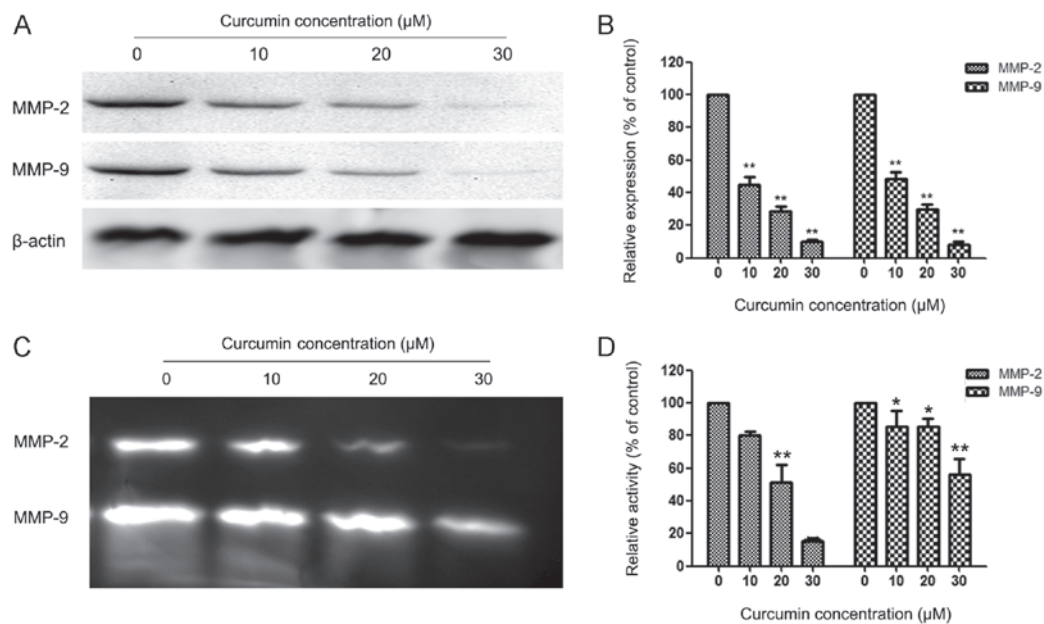 A
Curcumin concentration (µM)
0 10 20 30
MMP-2
MMP-9
β-actin
B
MMP-2
MMP-9
Relative expression (% of control)
120
100
80
60
40
20
0
** ** **
** ** **
0 10 20 30 0 10 20 30
Curcumin concentration (µM)
C
Curcumin concentration (µM)
0 10 20 30
MMP-2
MMP-9
D
MMP-2
MMP-9
Relative activity (% of control)
120
100
80
60
40
20
0
**
* * **
0 10 20 30 0 10 20 30
Curcumin concentration (µM)